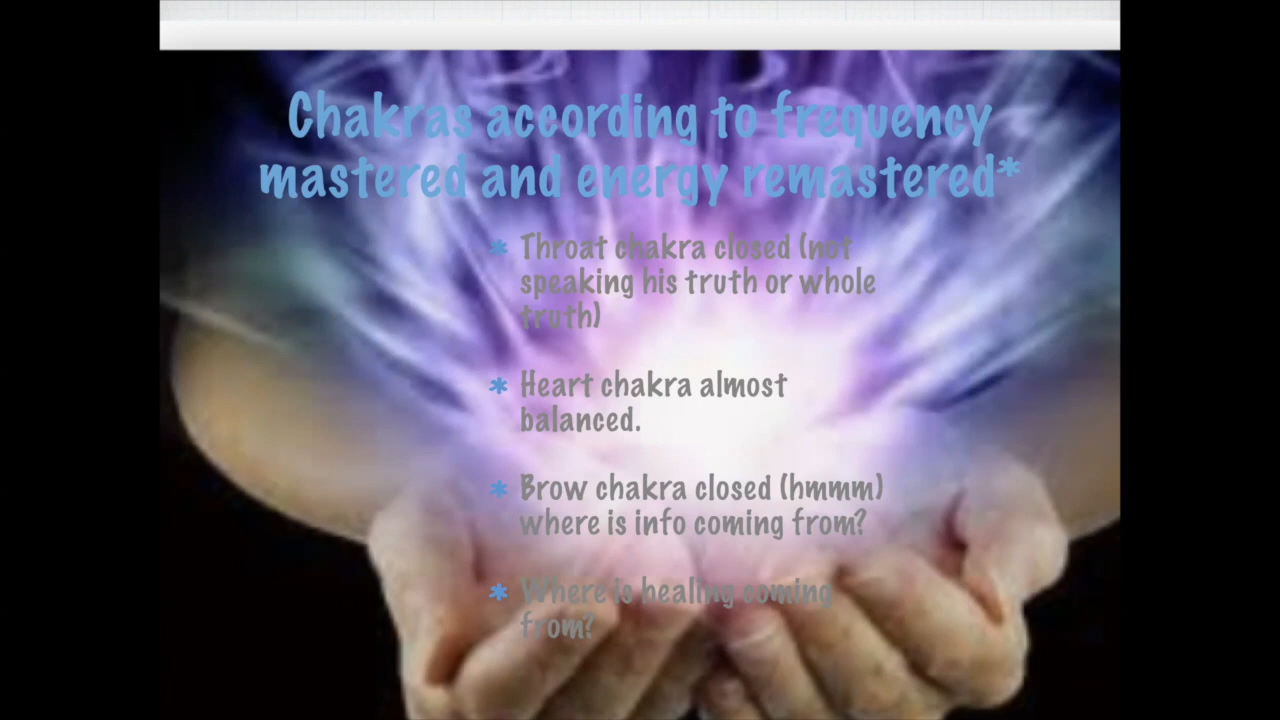 Chakras according to frequency
mastered and energy remastered*
* Throat chakra closed (not
speaking his truth or whole
truth)
* Heart chakra almost
balanced.
* Brow chakra closed (hmmm)
where is info coming from?
* Where is healing coming
from?